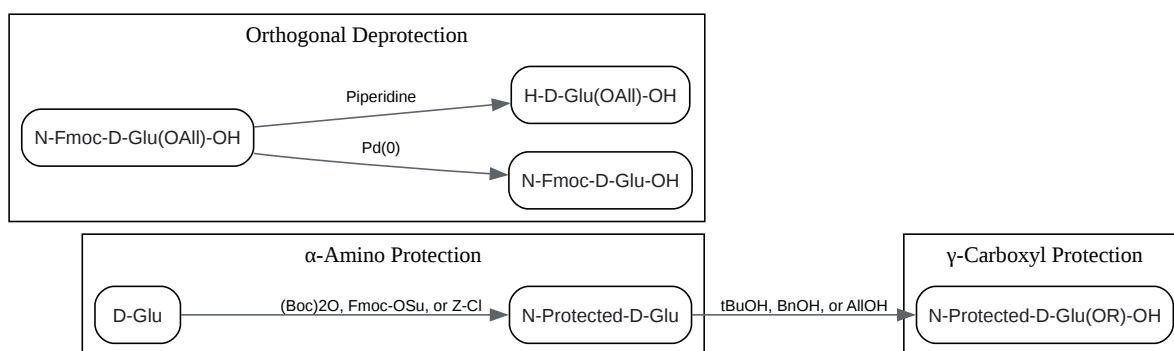 Orthogonal Deprotection
N-Fmoc-D-Glu(OAll)-OH
Piperidine
H-D-Glu(OAll)-OH
Pd(0)
N-Fmoc-D-Glu-OH
α-Amino Protection
D-Glu
(Boc)2O, Fmoc-OSu, or Z-Cl
N-Protected-D-Glu
tBuOH, BnOH, or AllOH
γ-Carboxyl Protection
N-Protected-D-Glu(OR)-OH